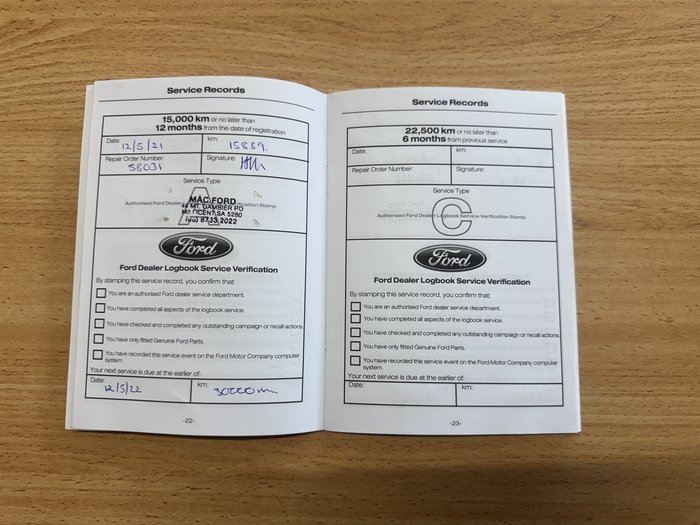 Service Records
15,000 km or no later than
12 months from the date of registration
Date: km:
12/5/21 15889.
Repair Order Number: Signature:
58031
Service Type
A
Authorised Ford Dealer Verification Stamp
MAC FORD
MT. GAMBIER RD
SA 5280
8733 2022
Ford
Ford Dealer Logbook Service Verification
By stamping this service record, you confirm that:
You are an authorised Ford dealer service department.
You have completed all aspects of the logbook service.
You have checked and completed any outstanding campaign or recall actions.
You have only fitted Genuine Ford Parts.
You have recorded this service event on the Ford Motor Company computer
system.
Your next service is due at the earlier of:
Date: km:
12/5/22 30000km
-22-
Service Records
22,500 km or no later than
6 months from previous service
Date: km:
Repair Order Number: Signature:
Service Type
C
Authorised Ford Dealer Logbook Service Verification Stamp
Ford
Ford Dealer Logbook Service Verification
By stamping this service record, you confirm that:
You are an authorised Ford dealer service department.
You have completed all aspects of the logbook service.
You have checked and completed any outstanding campaign or recall actions.
You have only fitted Genuine Ford Parts.
You have recorded this service event on the Ford Motor Company computer
system.
Your next service is due at the earlier of:
Date: km:
-23-